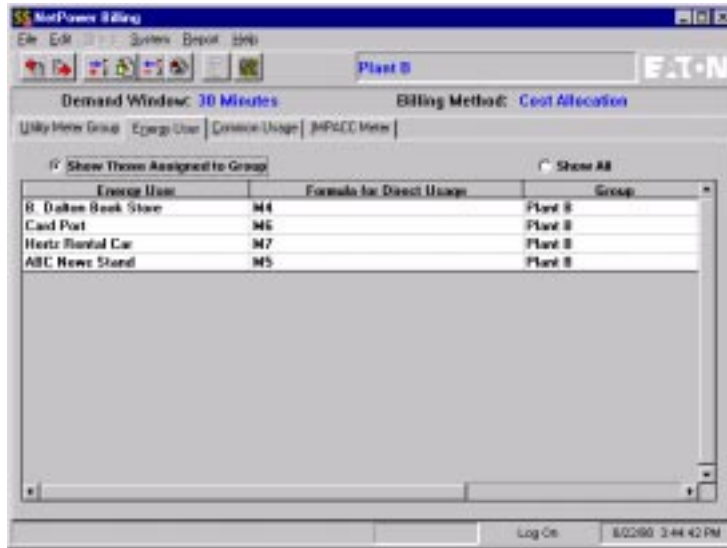 NetPower Billing
File Edit System Report Help
Plant B
EATON
Demand Window: 30 Minutes Billing Method: Cost Allocation
Utility Meter Group Energy User Common Usage IMPACC Meter
Show Those Assigned to Group Show All
Energy User Formula for Direct Usage Group
B. Dalton Book Store M4 Plant B
Card Port M6 Plant B
Hertz Rental Car M7 Plant B
ABC News Stand M5 Plant B
Log On 3:44:42 PM